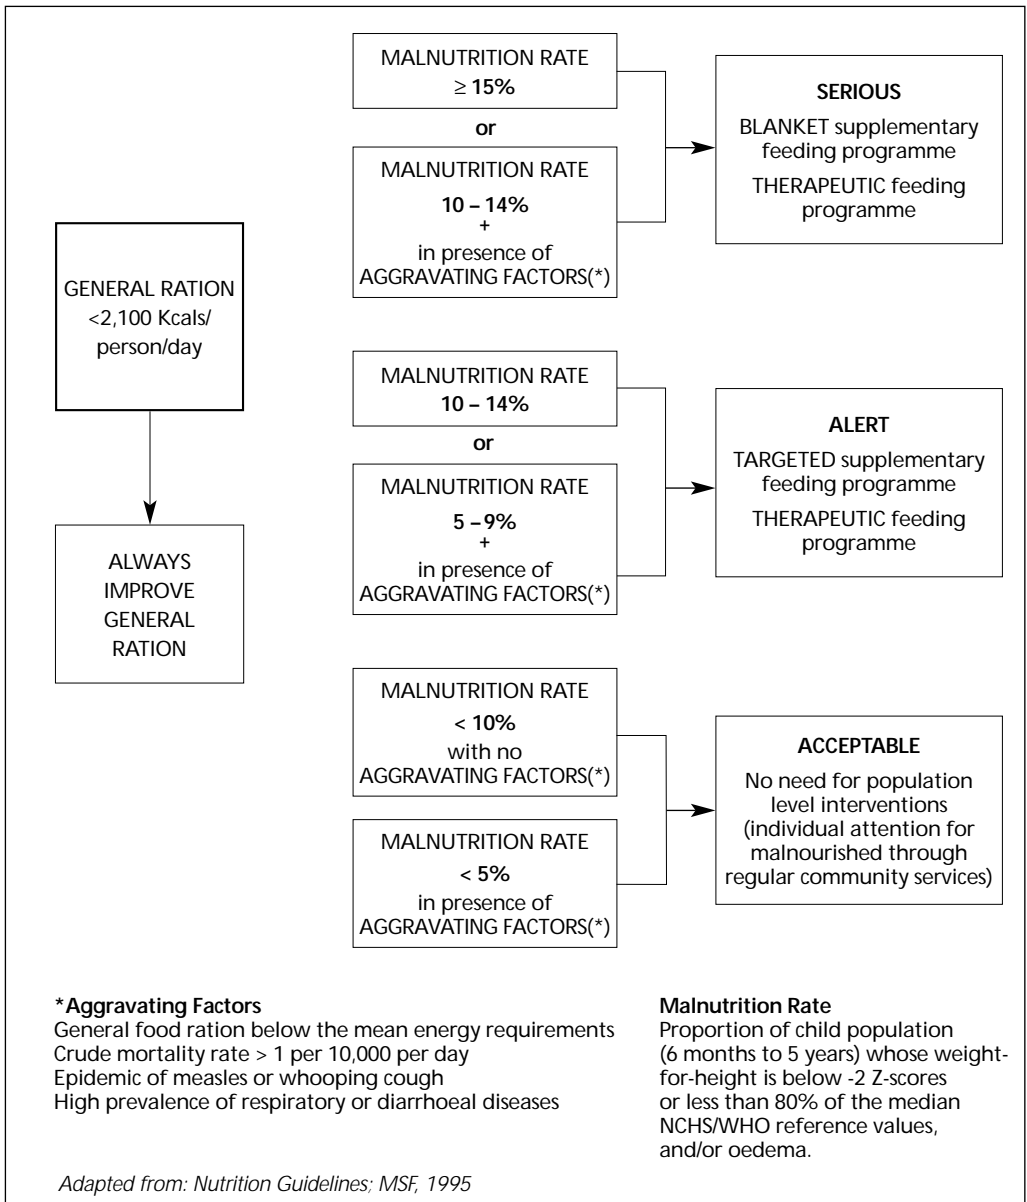 GENERAL RATION
<2,100 Kcals/
person/day
ALWAYS
IMPROVE
GENERAL
RATION
MALNUTRITION RATE
≥ 15%
or
MALNUTRITION RATE
10 – 14%
+
in presence of
AGGRAVATING FACTORS(*)
SERIOUS
BLANKET supplementary
feeding programme
THERAPEUTIC feeding
programme
MALNUTRITION RATE
10 – 14%
or
MALNUTRITION RATE
5 – 9%
+
in presence of
AGGRAVATING FACTORS(*)
ALERT
TARGETED supplementary
feeding programme
THERAPEUTIC feeding
programme
MALNUTRITION RATE
< 10%
with no
AGGRAVATING FACTORS(*)
MALNUTRITION RATE
< 5%
in presence of
AGGRAVATING FACTORS(*)
ACCEPTABLE
No need for population
level interventions
(individual attention for
malnourished through
regular community services)
*Aggravating Factors
General food ration below the mean energy requirements
Crude mortality rate > 1 per 10,000 per day
Epidemic of measles or whooping cough
High prevalence of respiratory or diarrhoeal diseases
Malnutrition Rate
Proportion of child population
(6 months to 5 years) whose weight-
for-height is below -2 Z-scores
or less than 80% of the median
NCHS/WHO reference values,
and/or oedema.
Adapted from: Nutrition Guidelines; MSF, 1995